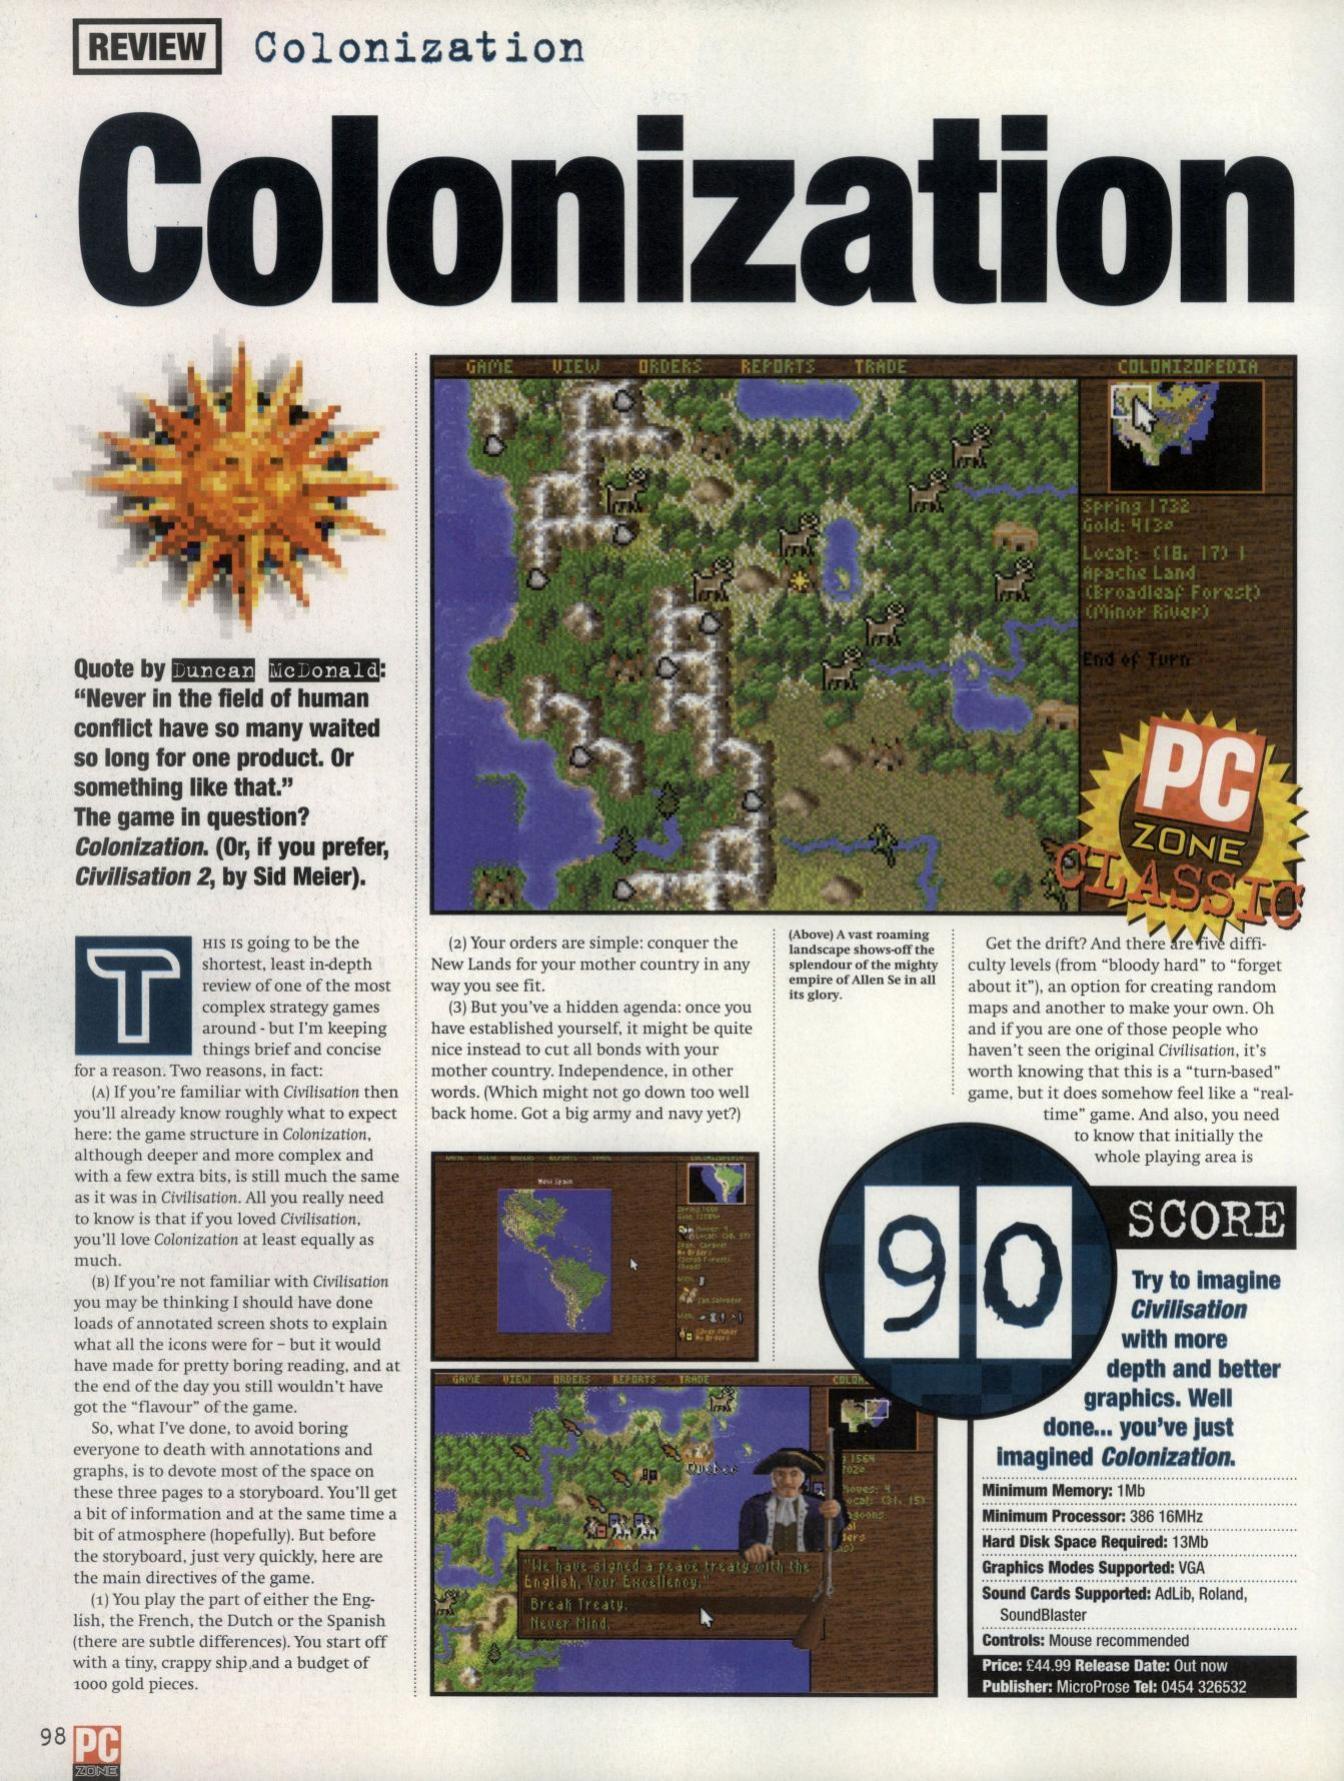 REVIEW Colonization
Colonization
Quote by Duncan McDonald:
“Never in the field of human
conflict have so many waited
so long for one product. Or
something like that.”
The game in question?
Colonization. (Or, if you prefer,
Civilisation 2, by Sid Meier).
GAME VIEW ORDERS REPORTS TRADE COLONIZOPEDIA
Spring 1732
Gold: 413
Locat: (18, 17)
Apache Land
(Broadleaf Forest)
(Minor River)
End of Turn
PC
ZONE
CLASSIC
THIS IS going to be the
shortest, least in-depth
review of one of the most
complex strategy games
around - but I'm keeping
things brief and concise
for a reason. Two reasons, in fact:
(A) If you're familiar with Civilisation then
you'll already know roughly what to expect
here: the game structure in Colonization,
although deeper and more complex and
with a few extra bits, is still much the same
as it was in Civilisation. All you really need
to know is that if you loved Civilisation,
you'll love Colonization at least equally as
much.
(B) If you're not familiar with Civilisation
you may be thinking I should have done
loads of annotated screen shots to explain
what all the icons were for – but it would
have made for pretty boring reading, and at
the end of the day you still wouldn't have
got the “flavour” of the game.
So, what I've done, to avoid boring
everyone to death with annotations and
graphs, is to devote most of the space on
these three pages to a storyboard. You'll get
a bit of information and at the same time a
bit of atmosphere (hopefully). But before
the storyboard, just very quickly, here are
the main directives of the game.
(1) You play the part of either the Eng-
lish, the French, the Dutch or the Spanish
(there are subtle differences). You start off
with a tiny, crappy ship and a budget of
1000 gold pieces.
(2) Your orders are simple: conquer the
New Lands for your mother country in any
way you see fit.
(3) But you've a hidden agenda: once you
have established yourself, it might be quite
nice instead to cut all bonds with your
mother country. Independence, in other
words. (Which might not go down too well
back home. Got a big army and navy yet?)
New Spain
San Salvador
No Orders
GAME VIEW ORDERS REPORTS TRADE COLON
Quebec
1564
Moves: 4
ocat: (31, 15)
goons
"We have signed a peace treaty with the
English, Your Excellency."
Break Treaty.
Never Mind.
(Above) A vast roaming
landscape shows-off the
splendour of the mighty
empire of Allen Se in all
its glory.
Get the drift? And there are five diffi-
culty levels (from “bloody hard” to “forget
about it”), an option for creating random
maps and another to make your own. Oh
and if you are one of those people who
haven't seen the original Civilisation, it's
worth knowing that this is a “turn-based”
game, but it does somehow feel like a “real-
time” game. And also, you need
to know that initially the
whole playing area is
90
SCORE
Try to imagine
Civilisation
with more
depth and better
graphics. Well
done... you've just
imagined Colonization.
Minimum Memory: 1Mb
Minimum Processor: 386 16MHz
Hard Disk Space Required: 13Mb
Graphics Modes Supported: VGA
Sound Cards Supported: AdLib, Roland,
SoundBlaster
Controls: Mouse recommended
Price: £44.99 Release Date: Out now
Publisher: MicroProse Tel: 0454 326532
98 PC
ZONE